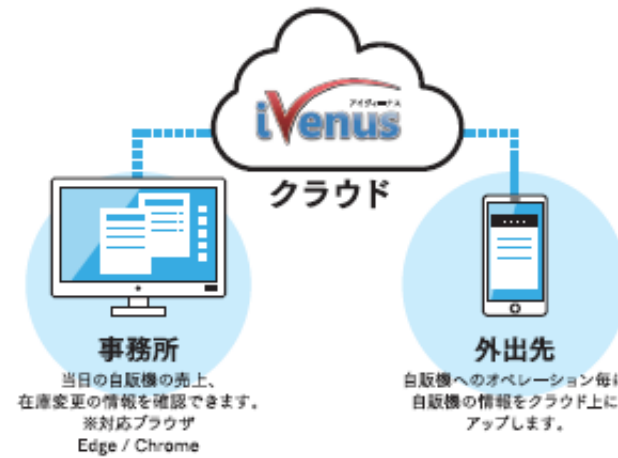 アイヴィーナス
iVenus
クラウド
事務所
当日の自販機の売上、
在庫変更の情報を確認できます。
※対応ブラウザ
Edge / Chrome
外出先
自販機へのオペレーション毎に
自販機の情報をクラウド上に
アップします。